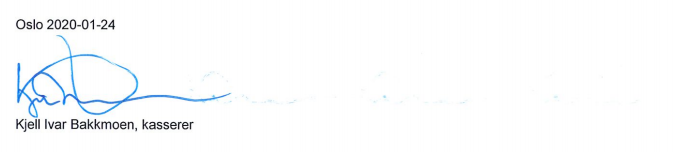 Oslo 2020-01-24
Kjell Ivar Bakkmoen, kasserer